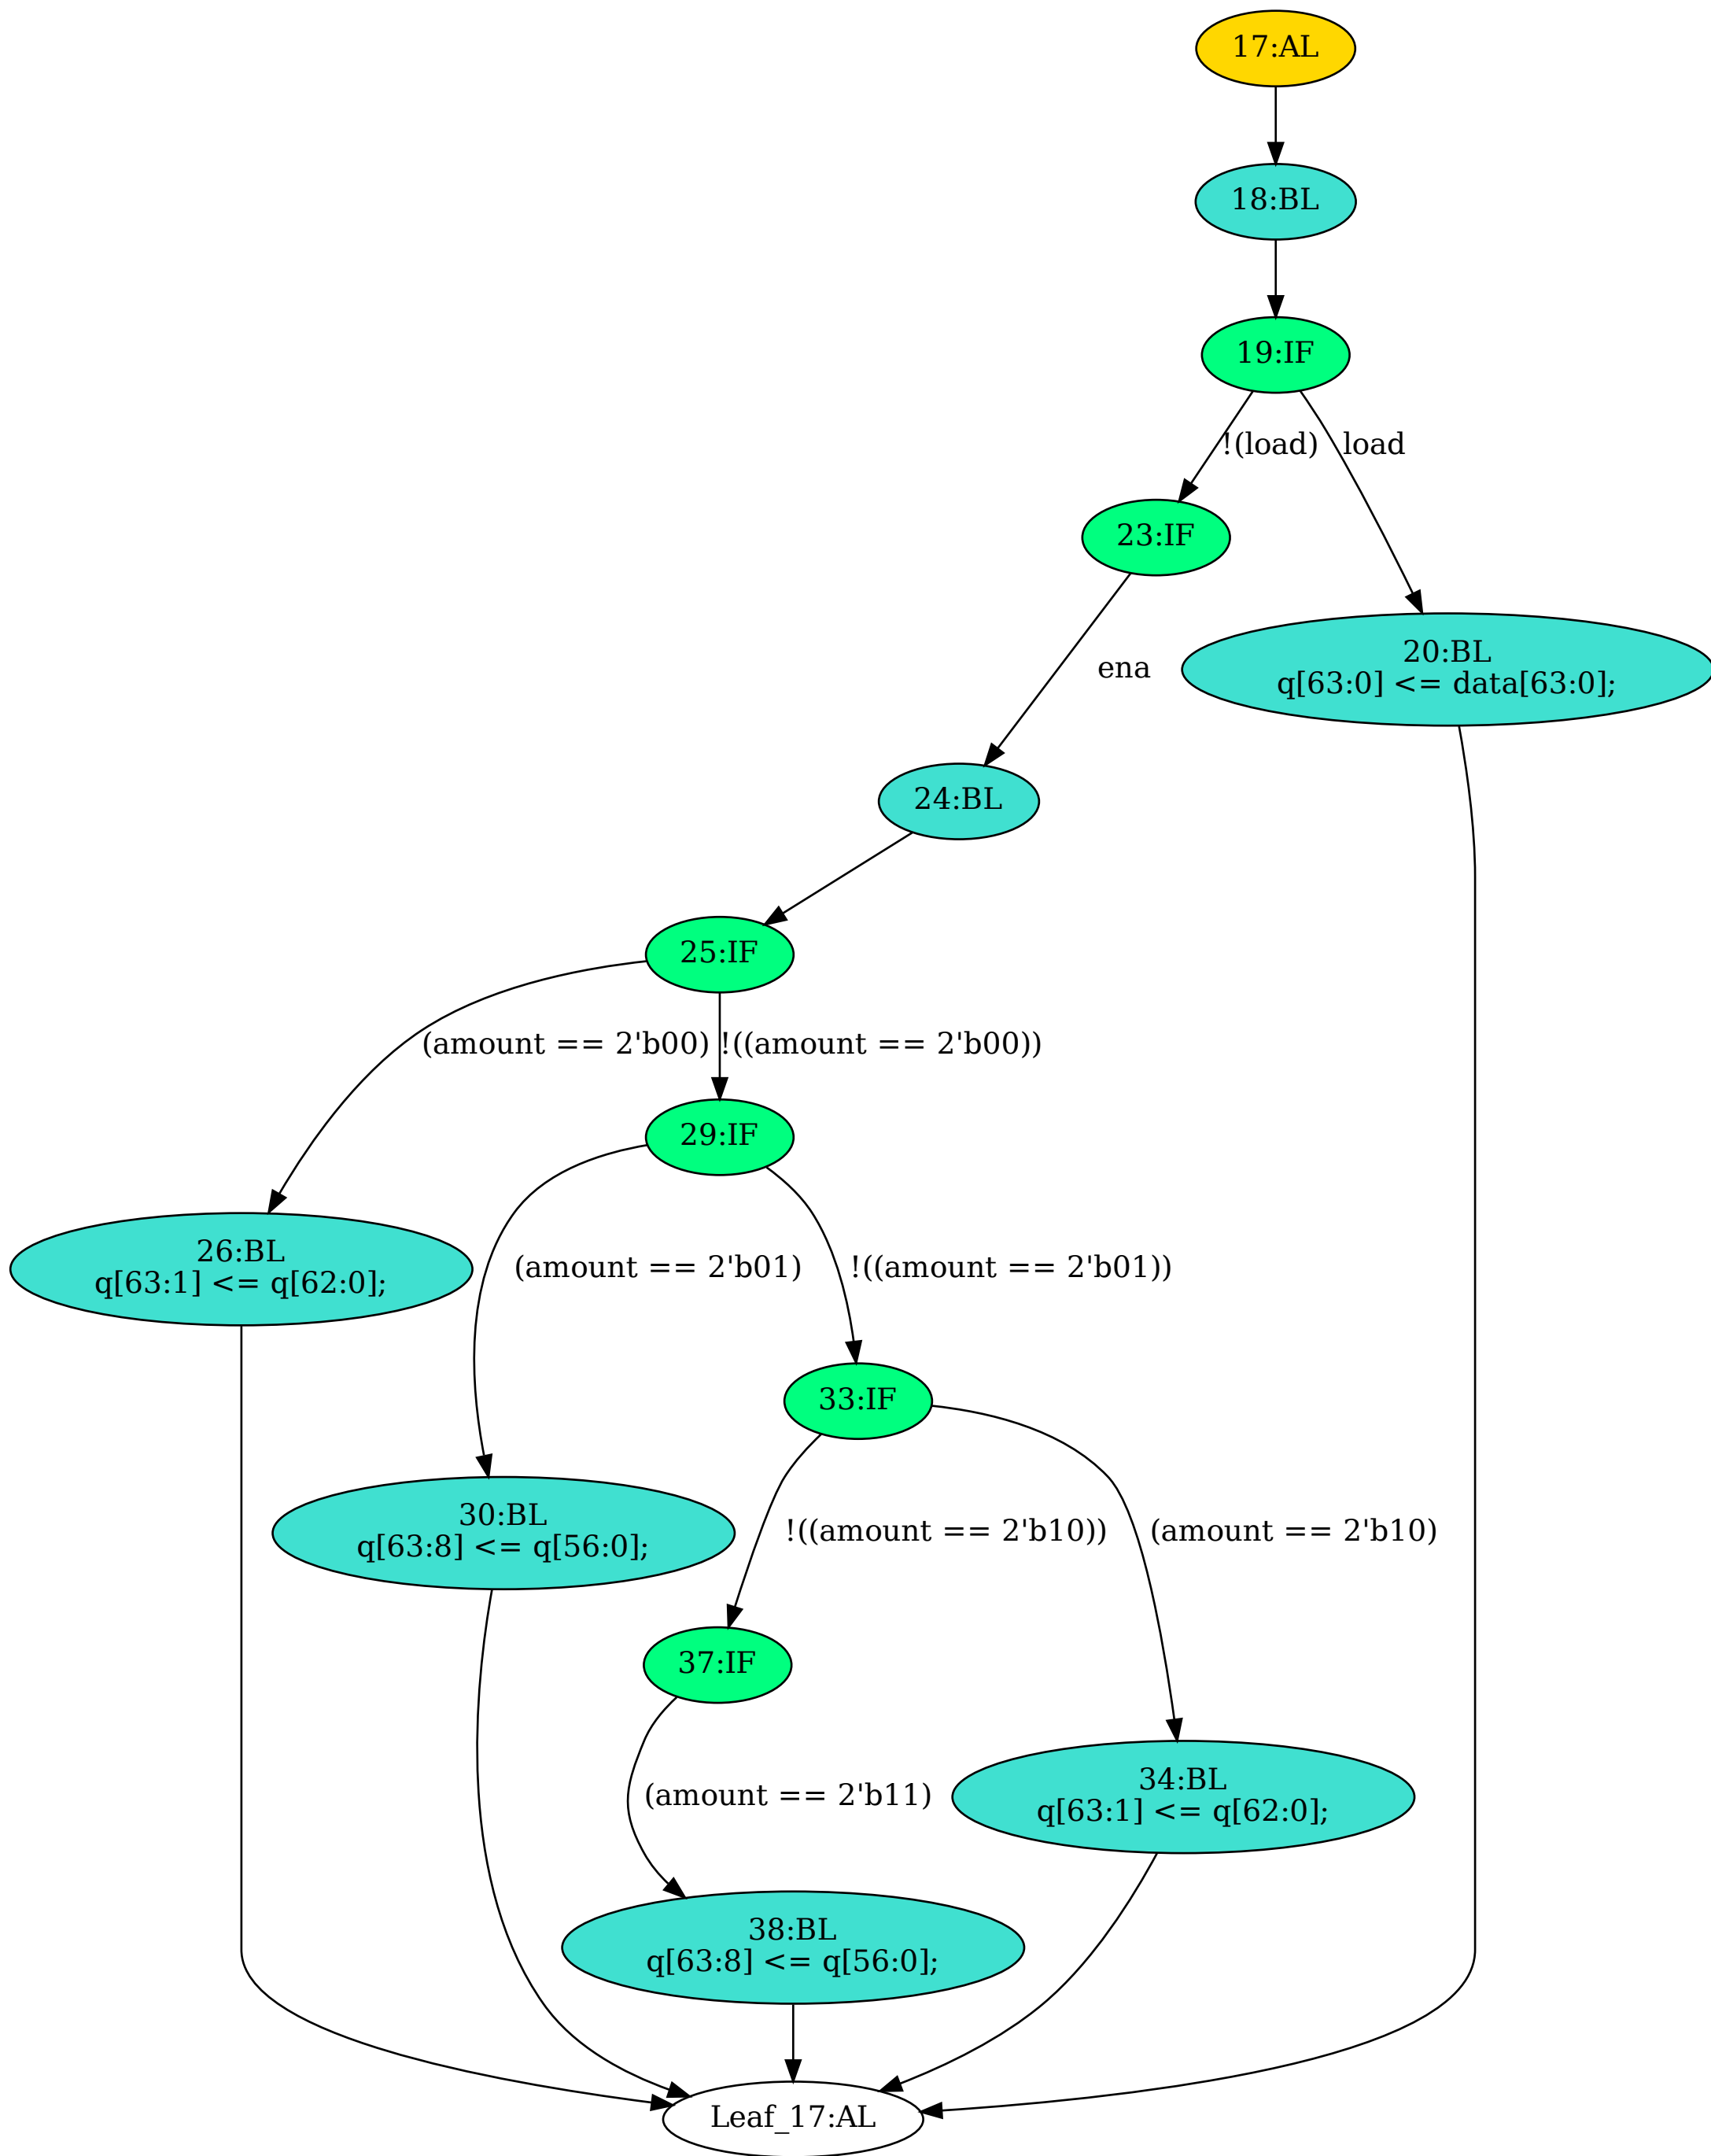 17:AL
18:BL
19:IF
!(load)
load
23:IF
ena
20:BL
q[63:0] <= data[63:0];
24:BL
25:IF
(amount == 2'b00)
!((amount == 2'b00))
29:IF
26:BL
q[63:1] <= q[62:0];
(amount == 2'b01)
!((amount == 2'b01))
33:IF
30:BL
q[63:8] <= q[56:0];
!((amount == 2'b10))
(amount == 2'b10)
37:IF
(amount == 2'b11)
34:BL
q[63:1] <= q[62:0];
38:BL
q[63:8] <= q[56:0];
Leaf_17:AL